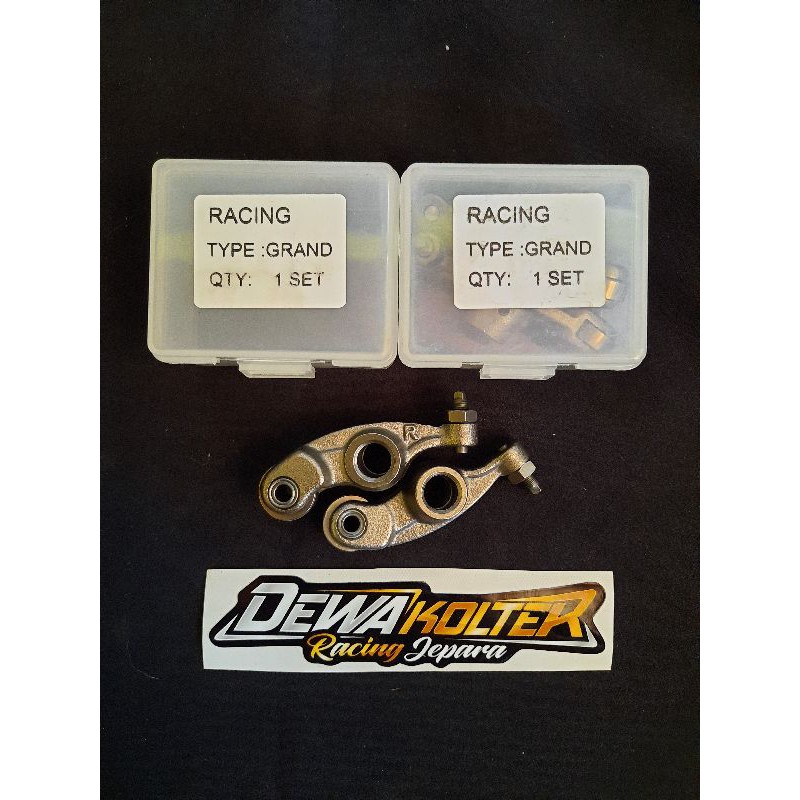 RACING
TYPE :GRAND
QTY: 1 SET
RACING
TYPE :GRAND
QTY: 1 SET
R
DEWA KOLTER
Racing Jepara